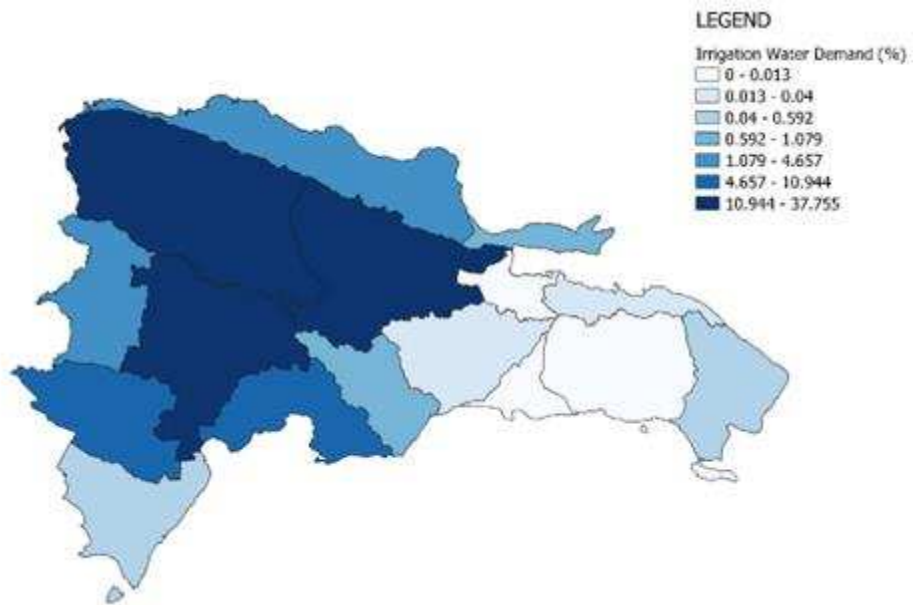 LEGEND
Irrigation Water Demand (%)
0 - 0.013
0.013 - 0.04
0.04 - 0.592
0.592 - 1.079
1.079 - 4.657
4.657 - 10.944
10.944 - 37.755